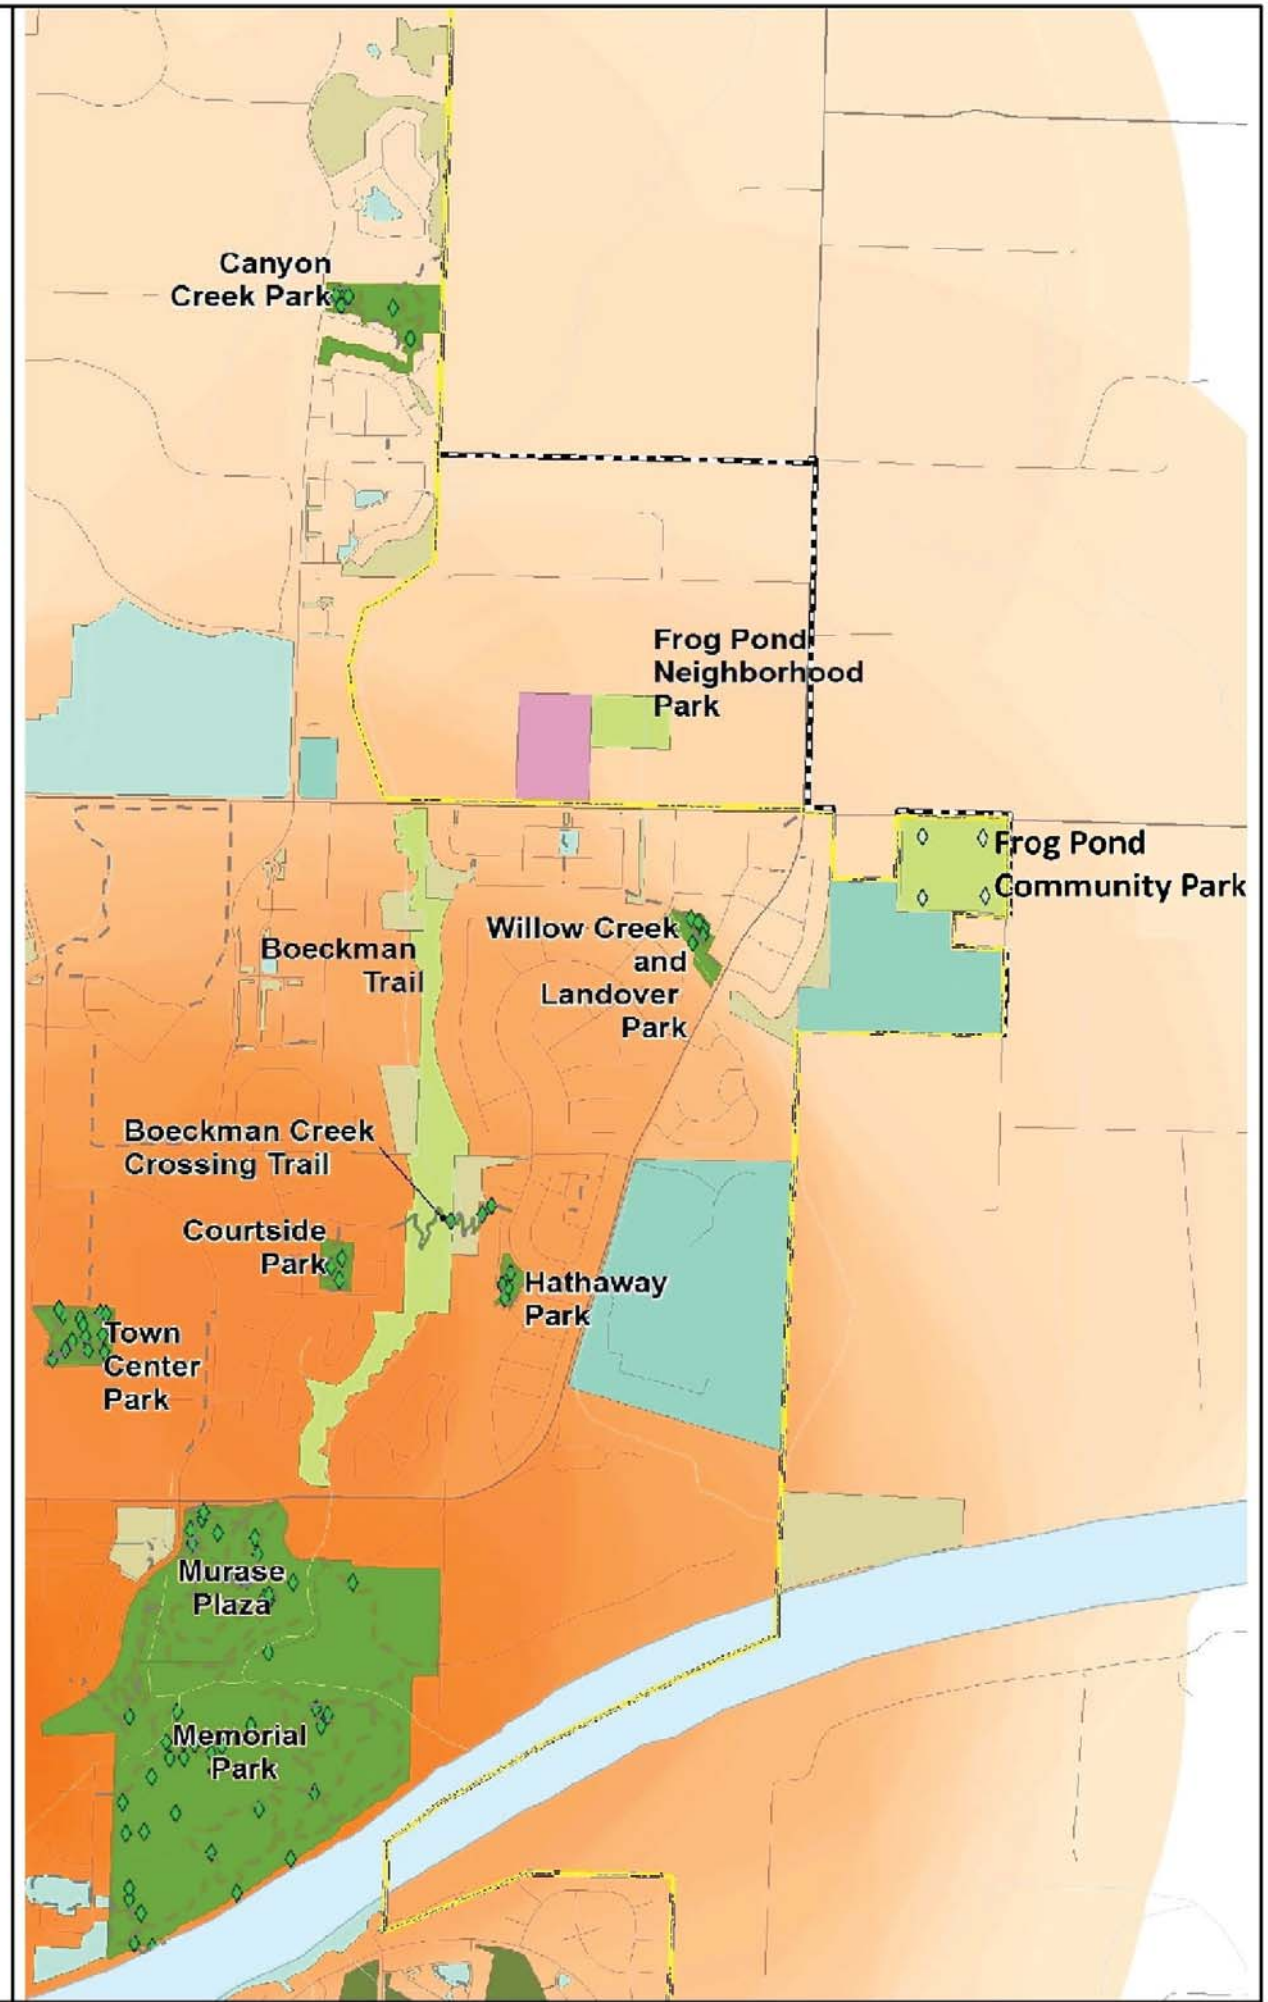 Canyon
Creek Park
Frog Pond
Neighborhood
Park
Frog Pond
Community Park
Willow Creek
and
Landover
Park
Boeckman
Trail
Boeckman Creek
Crossing Trail
Courtside
Park
Hathaway
Park
Town
Center
Park
Murase
Plaza
Memorial
Park